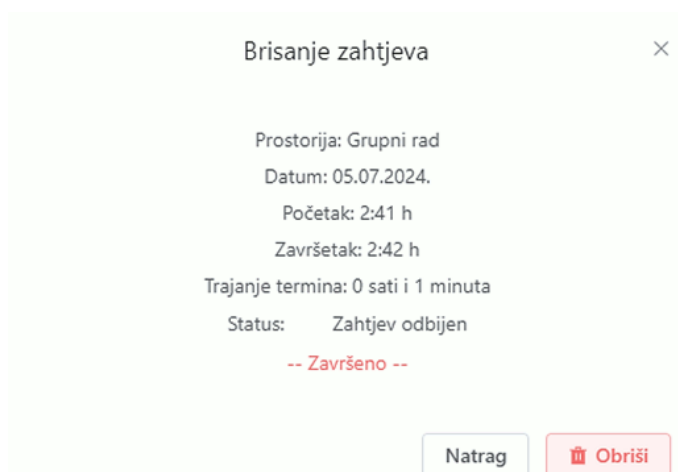 Brisanje zahtjeva
Prostorija: Grupni rad
Datum: 05.07.2024.
Početak: 2:41 h
Završetak: 2:42 h
Trajanje termina: 0 sati i 1 minuta
Status: Zahtjev odbijen
-- Završeno --
Natrag Obriši